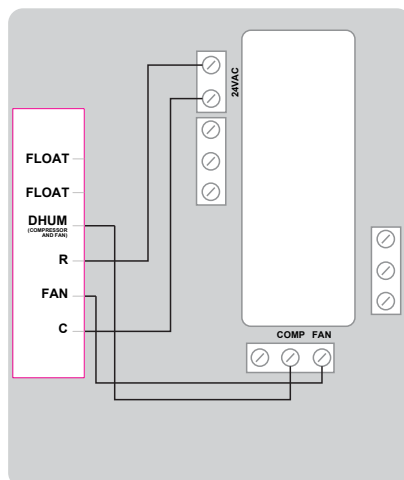 24VAC
FLOAT
FLOAT
DHUM
(COMPRESSOR
AND FAN)
R
FAN
C
COMP FAN